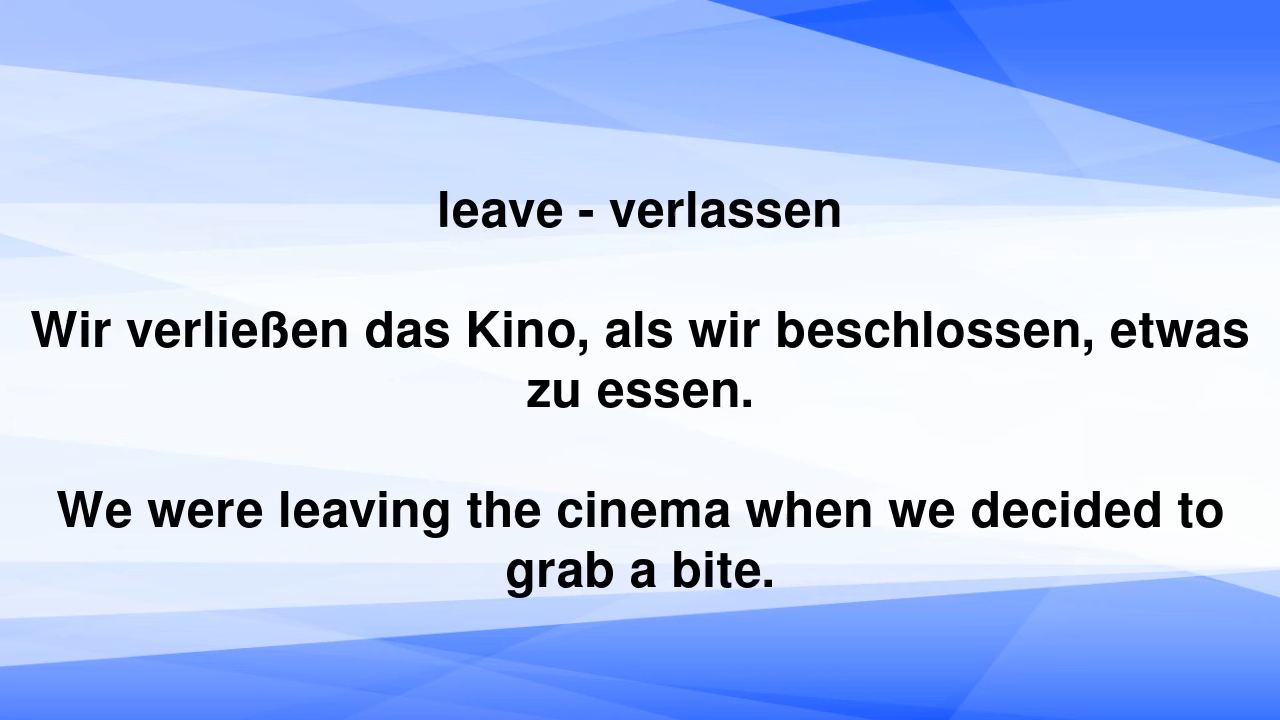 leave - verlassen
Wir verließen das Kino, als wir beschlossen, etwas
zu essen.
We were leaving the cinema when we decided to
grab a bite.